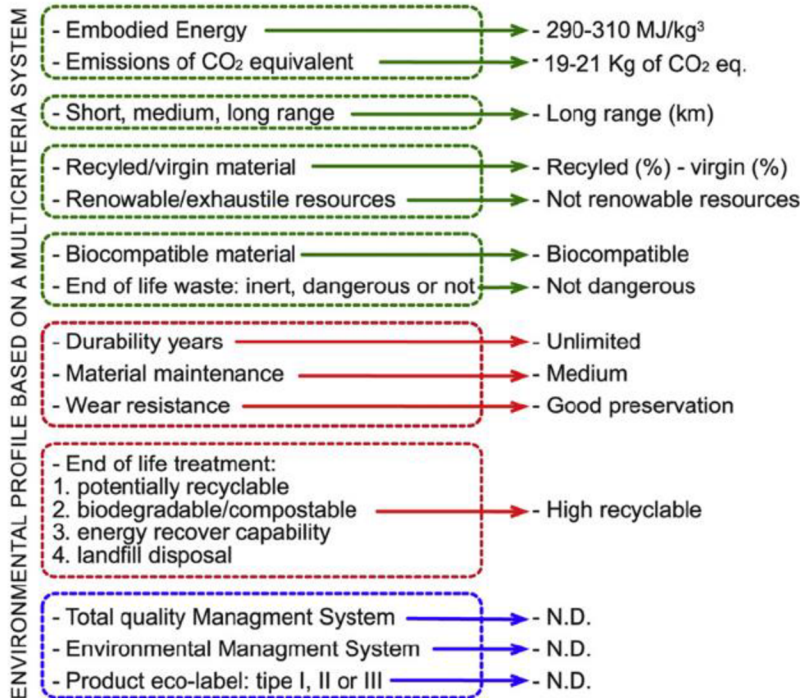 ENVIRONMENTAL PROFILE BASED ON A MULTICRITERIA SYSTEM
- Embodied Energy - 290-310 MJ/kg³
- Emissions of CO₂ equivalent - 19-21 Kg of CO₂ eq.
- Short, medium, long range - Long range (km)
- Recyled/virgin material - Recyled (%) - virgin (%)
- Renowable/exhaustile resources - Not renowable resources
- Biocompatible material - Biocompatible
- End of life waste: inert, dangerous or not - Not dangerous
- Durability years - Unlimited
- Material maintenance - Medium
- Wear resistance - Good preservation
- End of life treatment:
1. potentially recyclable
2. biodegradable/compostable - High recyclable
3. energy recover capability
4. landfill disposal
- Total quality Managment System - N.D.
- Environmental Managment System - N.D.
- Product eco-label: tipe I, II or III - N.D.